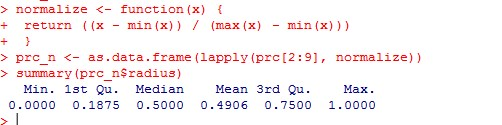 > normalize <- function(x) {
+ return ((x - min(x)) / (max(x) - min(x)))
+ }
> prc_n <- as.data.frame(lapply(prc[2:9], normalize))
> summary(prc_n$radius)
Min. 1st Qu. Median Mean 3rd Qu. Max.
0.0000 0.1875 0.5000 0.4906 0.7500 1.0000
>